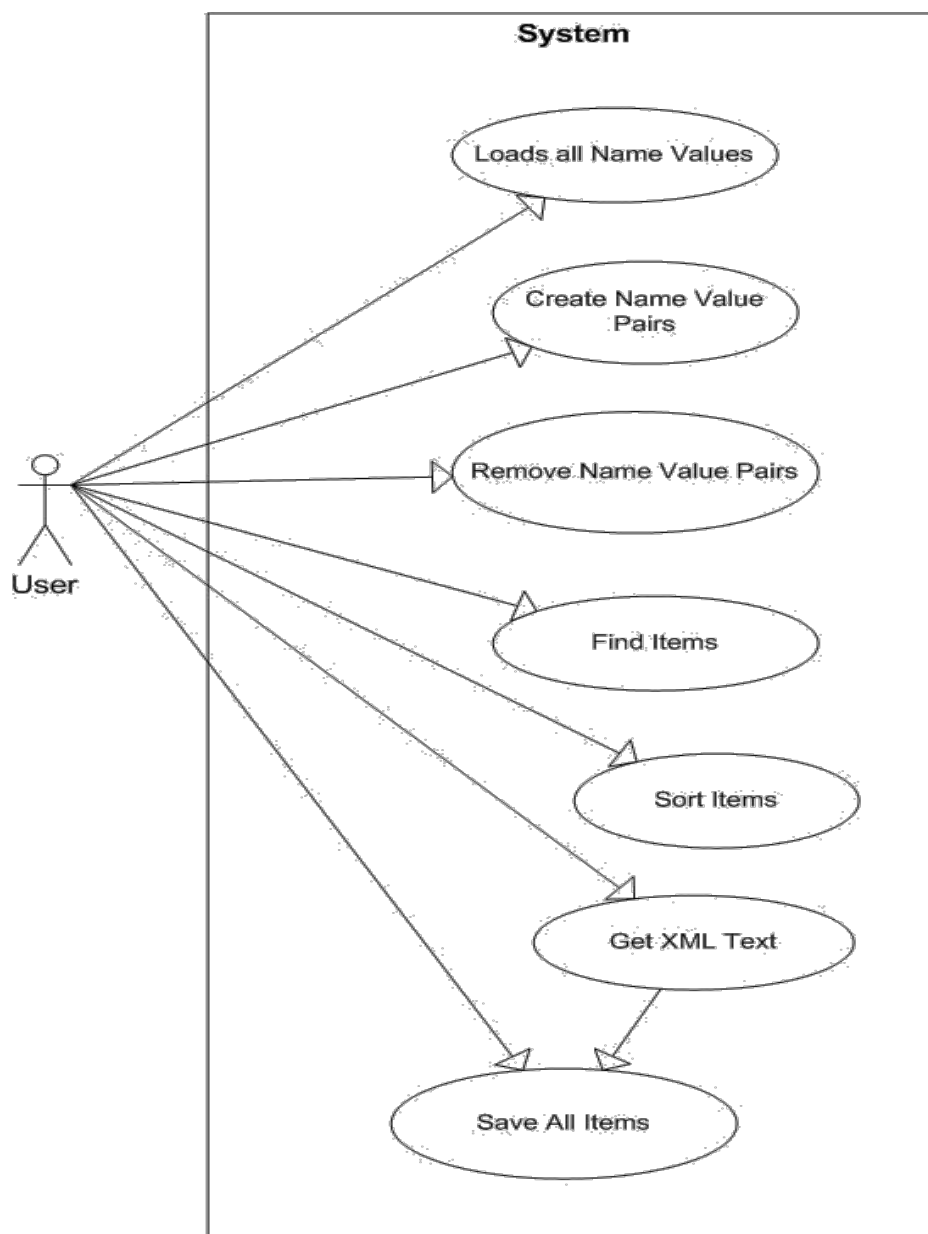 System
Loads all Name Values
Create Name Value
Pairs
Remove Name Value Pairs
User
Find Items
Sort Items
Get XML Text
Save All Items